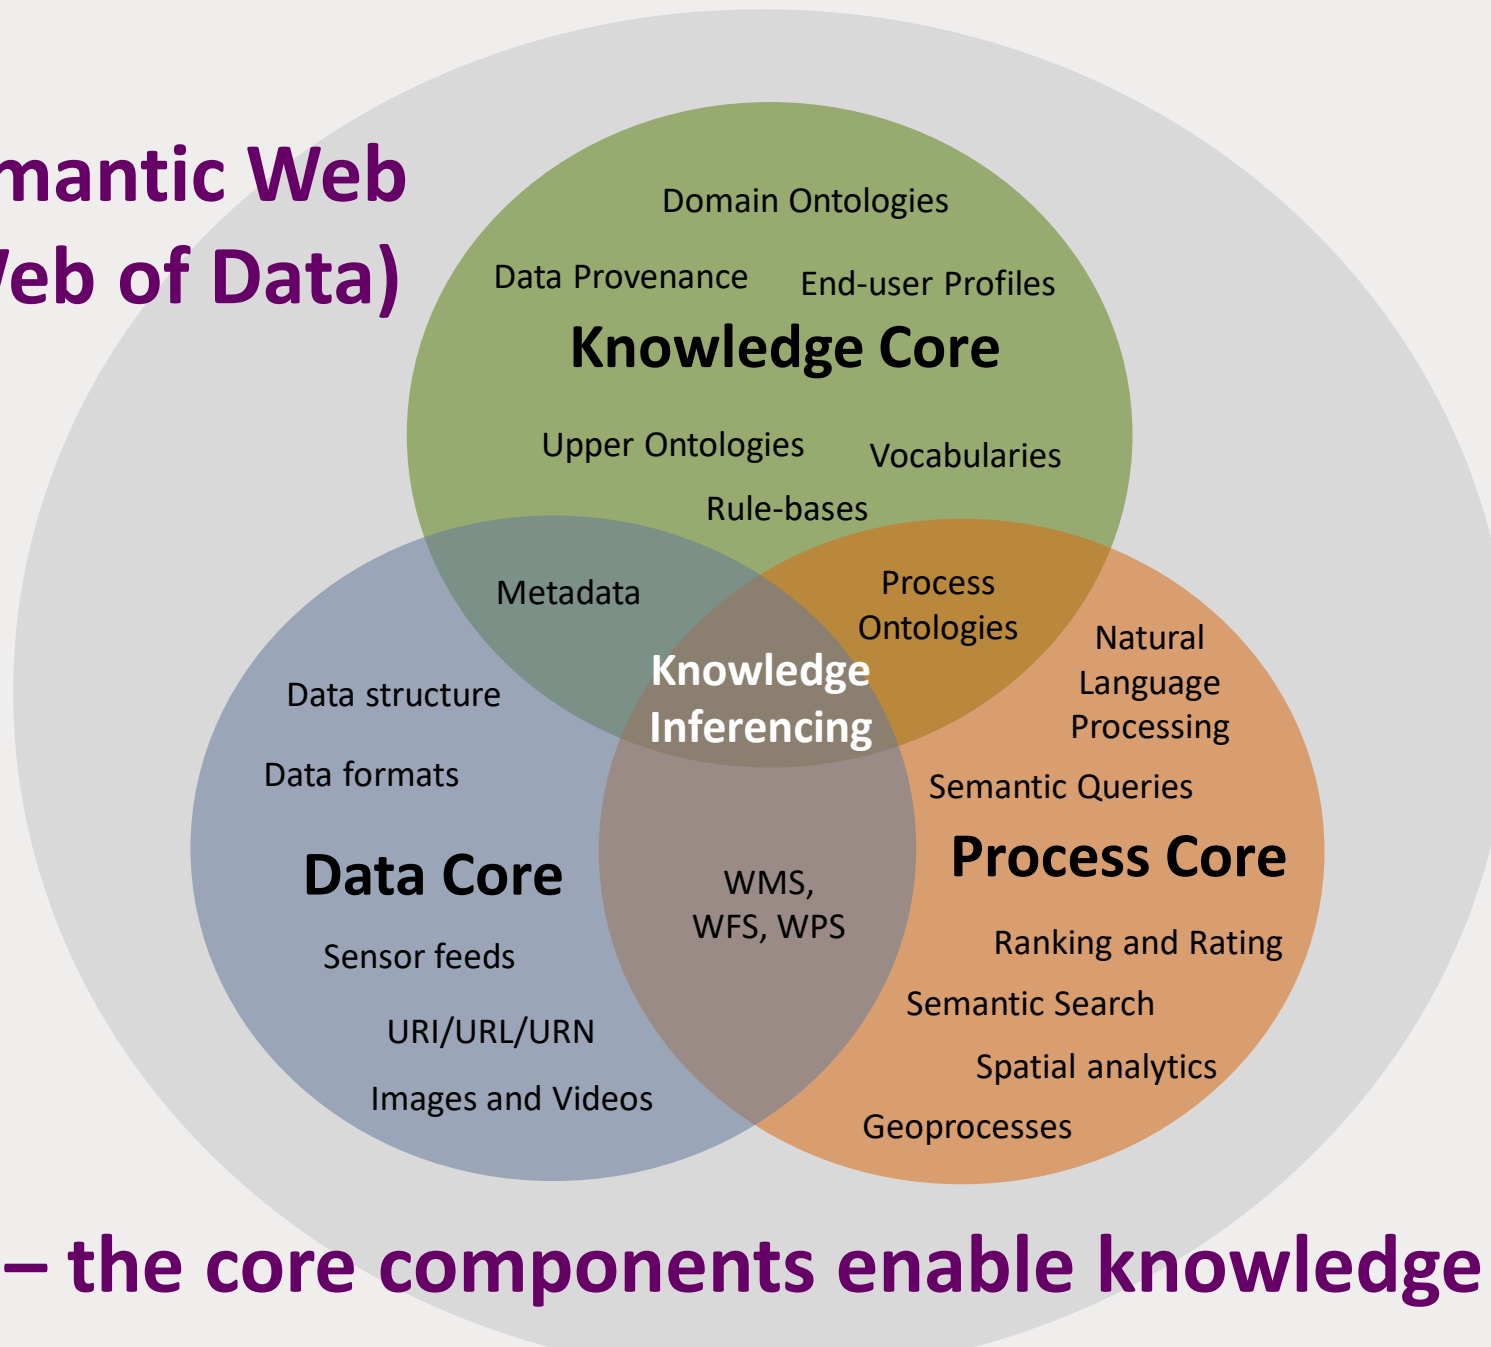 mantic Web
eb of Data)
Domain Ontologies
Data Provenance
End-user Profiles
Knowledge Core
Upper Ontologies
Vocabularies
Rule-bases
Metadata
Process
Ontologies
Knowledge
Inferencing
Natural
Language
Processing
Data structure
Data formats
Semantic Queries
Data Core
Process Core
WMS,
WFS, WPS
Sensor feeds
Ranking and Rating
URI/URL/URN
Semantic Search
Images and Videos
Spatial analytics
Geoprocesses
– the core components enable knowledge